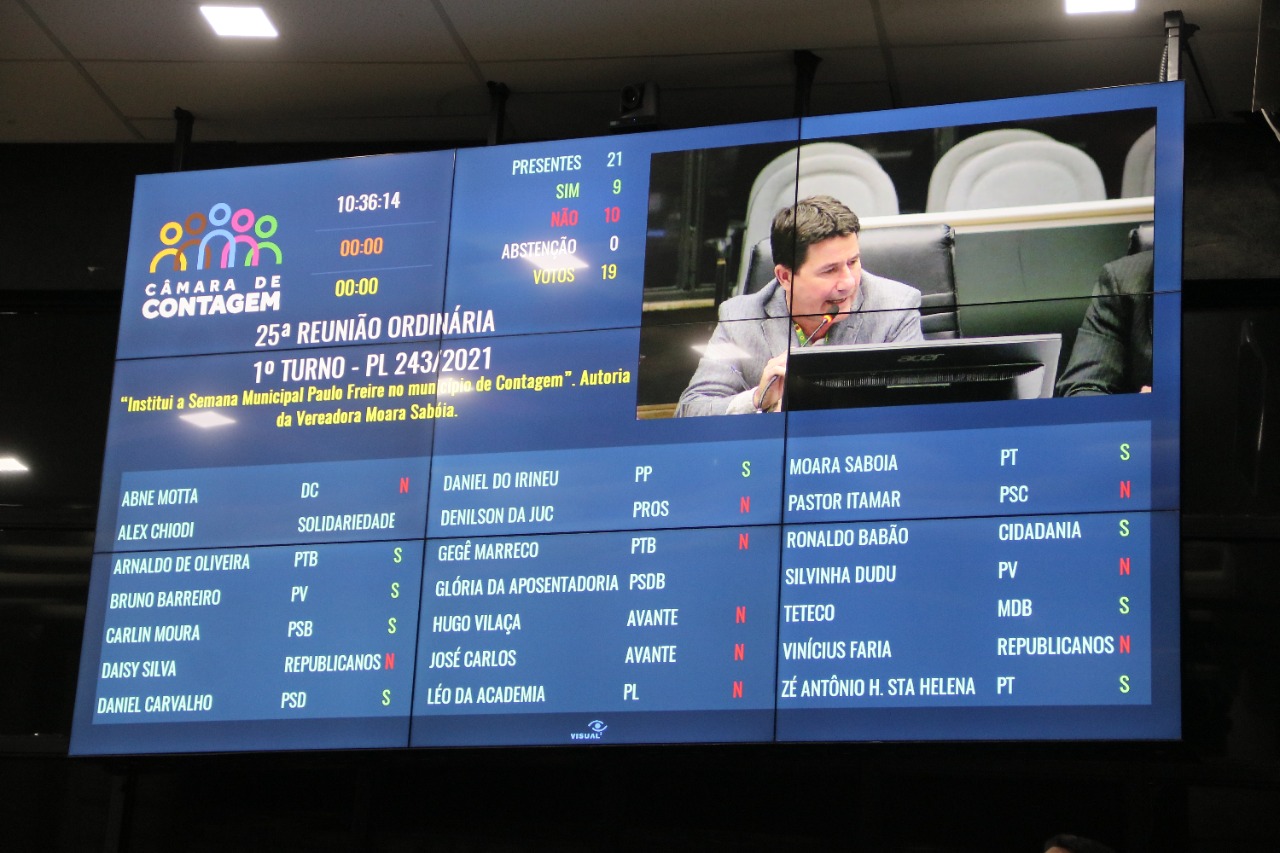 CÂMARA DE
CONTAGEM
10:36:14
00:00
00:00
PRESENTES 21
SIM 9
NÃO 10
ABSTENÇÃO 0
VOTOS 19
25ª REUNIÃO ORDINÁRIA
1º TURNO - PL 243/2021
“Institui a Semana Municipal Paulo Freire no município de Contagem”. Autoria
da Vereadora Moara Sabóia.
acer
ABNE MOTTA DC N
ALEX CHIODI SOLIDARIEDADE
ARNALDO DE OLIVEIRA PTB S
BRUNO BARREIRO PV S
CARLIN MOURA PSB S
DAISY SILVA REPUBLICANOS N
DANIEL CARVALHO PSD S
DANIEL DO IRINEU PP S
DENILSON DA JUC PROS N
GEGÊ MARRECO PTB N
GLÓRIA DA APOSENTADORIA PSDB
HUGO VILAÇA AVANTE N
JOSÉ CARLOS AVANTE N
LÉO DA ACADEMIA PL N
MOARA SABOIA PT S
PASTOR ITAMAR PSC N
RONALDO BABÃO CIDADANIA S
SILVINHA DUDU PV N
TETECO MDB S
VINÍCIUS FARIA REPUBLICANOS N
ZÉ ANTÔNIO H. STA HELENA PT S
VISUAL